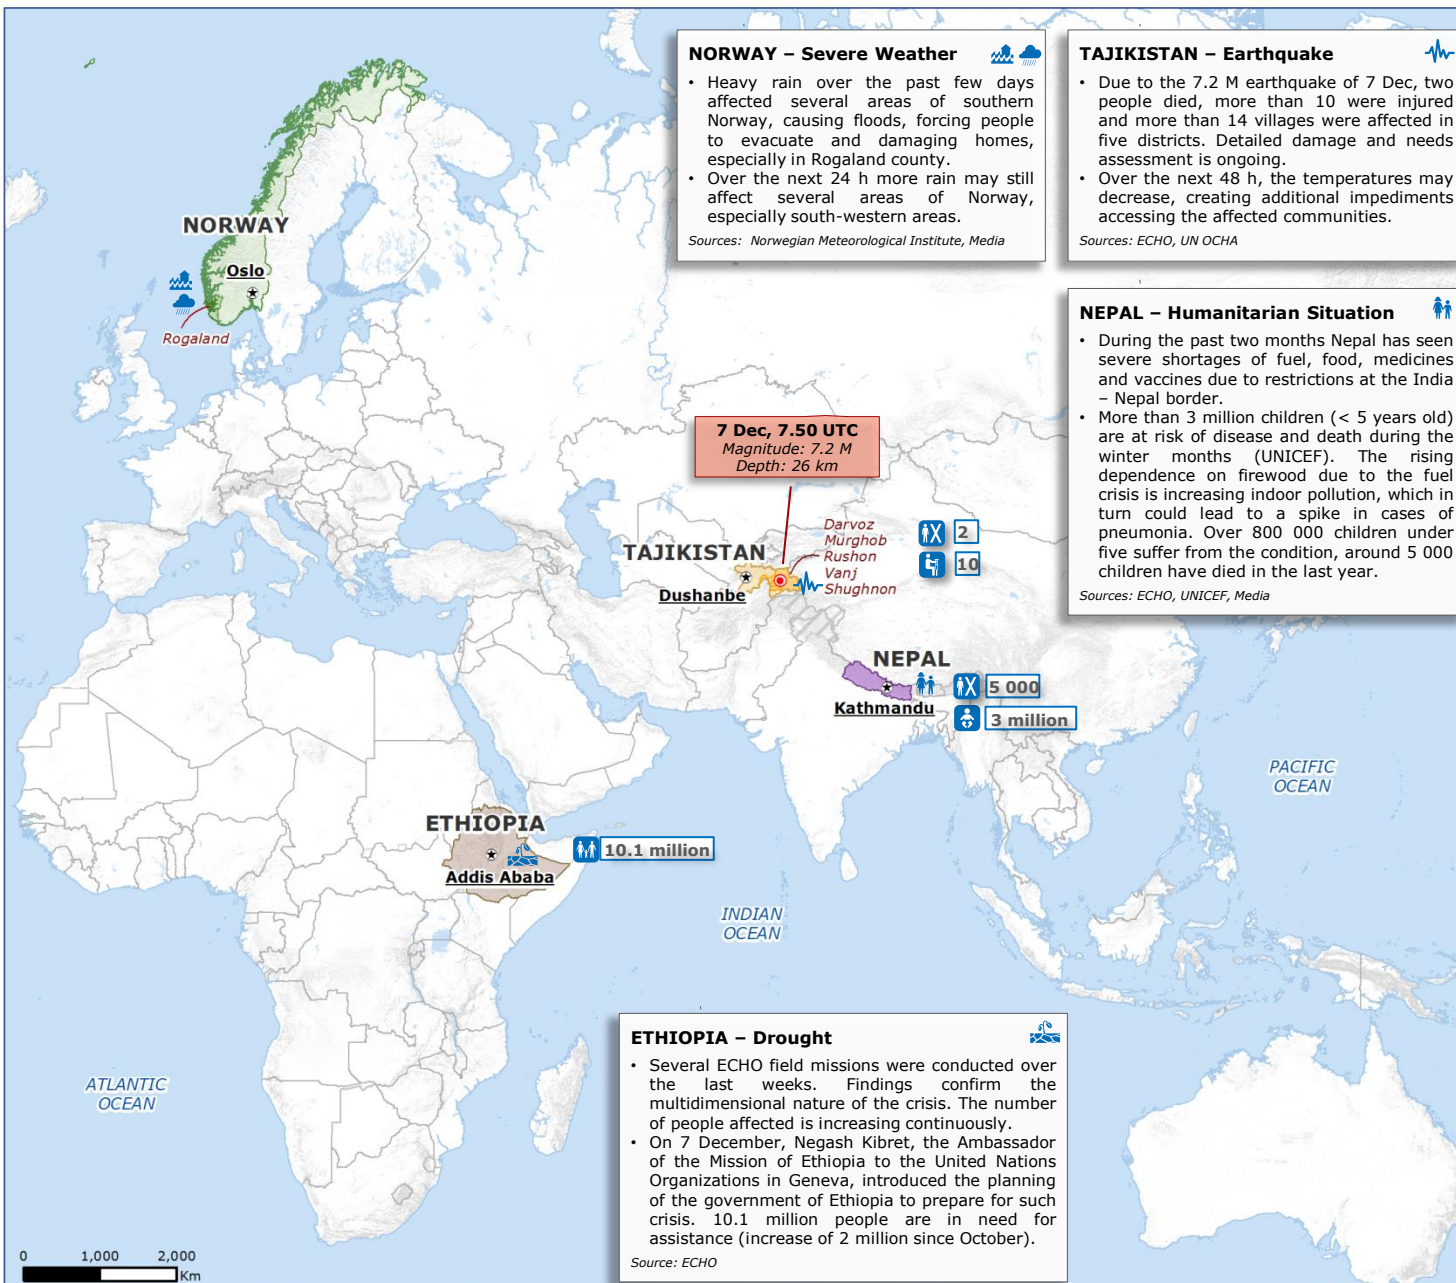 NORWAY – Severe Weather
• Heavy rain over the past few days
affected several areas of southern
Norway, causing floods, forcing people
to evacuate and damaging homes,
especially in Rogaland county.
• Over the next 24 h more rain may still
affect several areas of Norway,
especially south-western areas.
Sources: Norwegian Meteorological Institute, Media
TAJIKISTAN – Earthquake
• Due to the 7.2 M earthquake of 7 Dec, two
people died, more than 10 were injured
and more than 14 villages were affected in
five districts. Detailed damage and needs
assessment is ongoing.
• Over the next 48 h, the temperatures may
decrease, creating additional impediments
accessing the affected communities.
Sources: ECHO, UN OCHA
NEPAL – Humanitarian Situation
• During the past two months Nepal has seen
severe shortages of fuel, food, medicines
and vaccines due to restrictions at the India
– Nepal border.
• More than 3 million children (< 5 years old)
are at risk of disease and death during the
winter months (UNICEF). The rising
dependence on firewood due to the fuel
crisis is increasing indoor pollution, which in
turn could lead to a spike in cases of
pneumonia. Over 800 000 children under
five suffer from the condition, around 5 000
children have died in the last year.
Sources: ECHO, UNICEF, Media
NORWAY
Oslo
Rogaland
7 Dec, 7.50 UTC
Magnitude: 7.2 M
Depth: 26 km
TAJIKISTAN
Dushanbe
Darvoz
Murghob
Rushon
Vanj
Shughnon
2
10
NEPAL
Kathmandu
5 000
3 million
PACIFIC
OCEAN
ETHIOPIA
Addis Ababa
10.1 million
INDIAN
OCEAN
ATLANTIC
OCEAN
ETHIOPIA – Drought
• Several ECHO field missions were conducted over
the last weeks. Findings confirm the
multidimensional nature of the crisis. The number
of people affected is increasing continuously.
• On 7 December, Negash Kibret, the Ambassador
of the Mission of Ethiopia to the United Nations
Organizations in Geneva, introduced the planning
of the government of Ethiopia to prepare for such
crisis. 10.1 million people are in need for
assistance (increase of 2 million since October).
Source: ECHO
0 1,000 2,000
Km